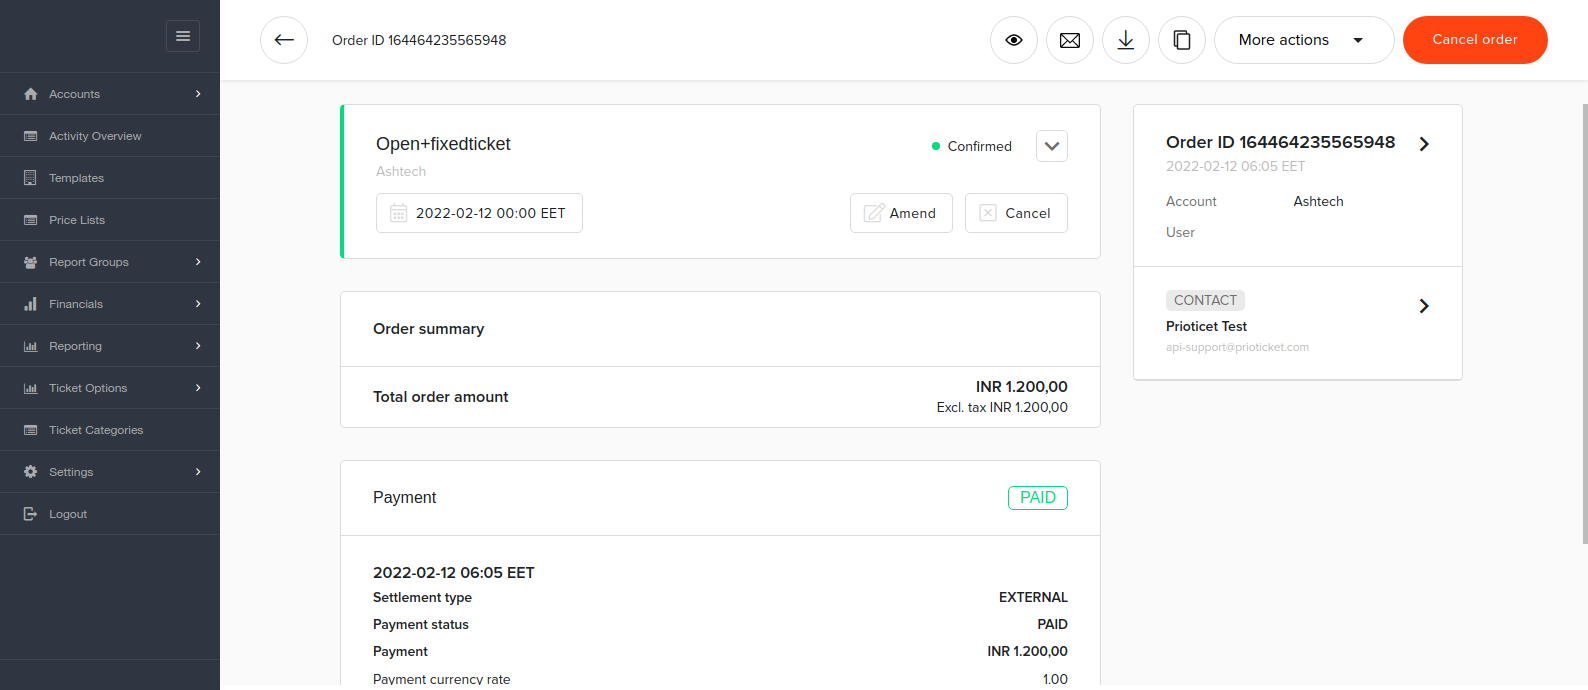 Order ID 164464235565948
More actions
Cancel order
Accounts
Activity Overview
Templates
Price Lists
Report Groups
Financials
Reporting
Ticket Options
Ticket Categories
Settings
Logout
Open+fixedticket
Confirmed
Ashtech
2022-02-12 00:00 EET
Amend
Cancel
Order summary
Total order amount
INR 1.200,00
Excl. tax INR 1.200,00
Payment
PAID
2022-02-12 06:05 EET
Settlement type
EXTERNAL
Payment status
PAID
Payment
INR 1.200,00
Payment currency rate
1.00
Order ID 164464235565948
2022-02-12 06:05 EET
Account
Ashtech
User
CONTACT
Prioticet Test
api-support@prioticket.com